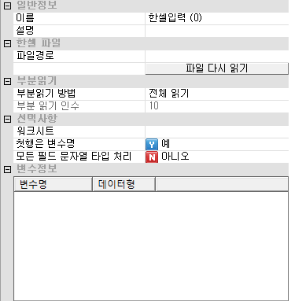 일반정보
이름 한셀입력 (0)
설명
한셀 파일
파일경로
파일 다시 읽기
부분읽기
부분읽기 방법 전체 읽기
부분 읽기 인수 10
선택사항
워크시트
첫행은 변수명 Y 예
모든 필드 문자열 타입 처리 N 아니오
변수정보
변수명 데이터형